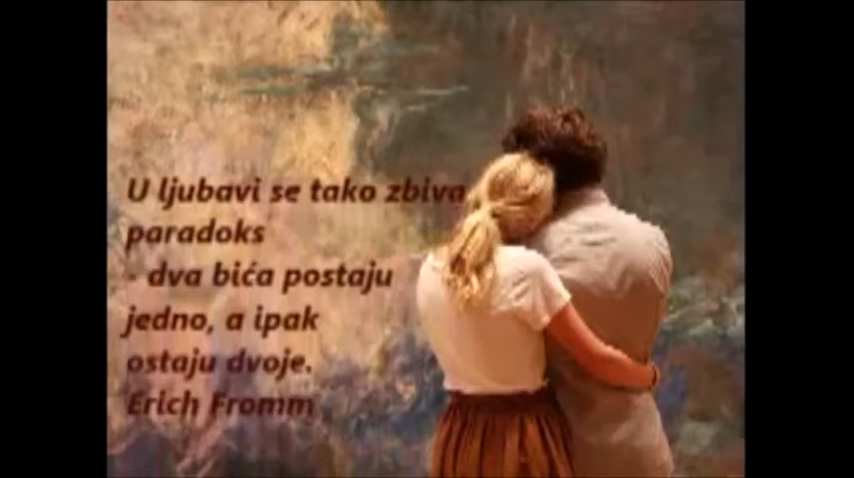 U ljubavi se tako zbiva
paradoks
- dva bića postaju
jedno, a ipak
ostaju dvoje.
Erich Fromm